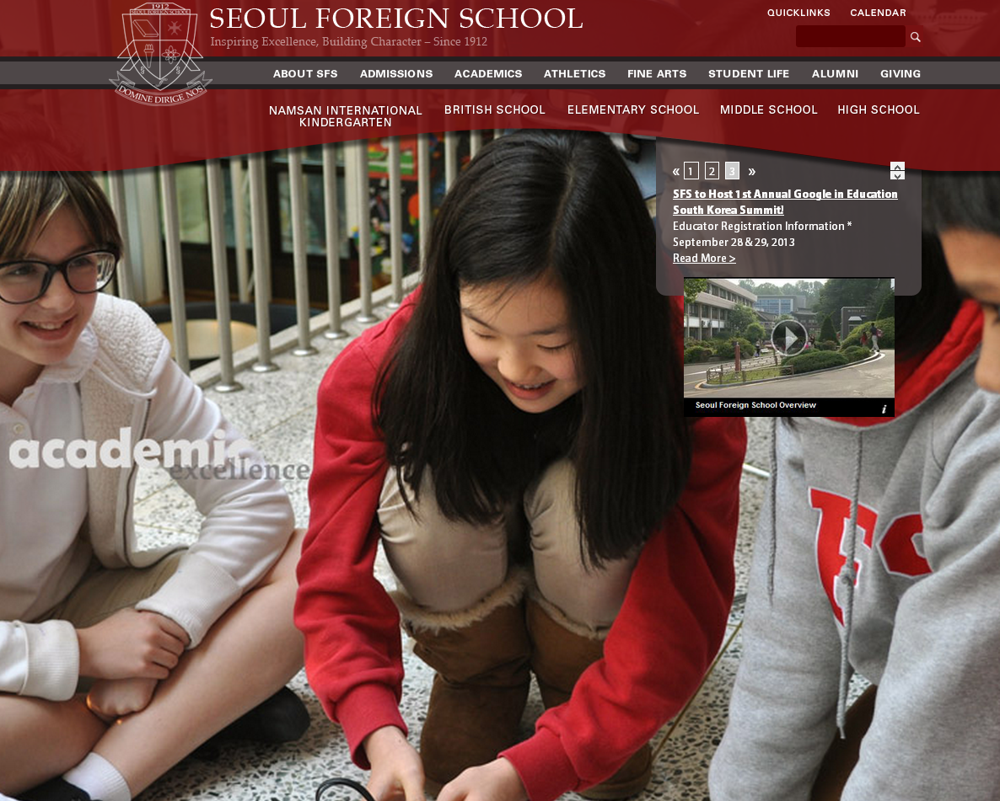 1912
SEOUL FOREIGN SCHOOL
DOMINE DIRIGE NOS
SEOUL FOREIGN SCHOOL
Inspiring Excellence, Building Character – Since 1912
QUICKLINKS CALENDAR
ABOUT SFS ADMISSIONS ACADEMICS ATHLETICS FINE ARTS STUDENT LIFE ALUMNI GIVING
NAMSAN INTERNATIONAL KINDERGARTEN BRITISH SCHOOL ELEMENTARY SCHOOL MIDDLE SCHOOL HIGH SCHOOL
« 1 2 3 »
SFS to Host 1st Annual Google in Education
South Korea Summit!
Educator Registration Information *
September 28 & 29, 2013
Read More >
Seoul Foreign School Overview i
academic
excellence